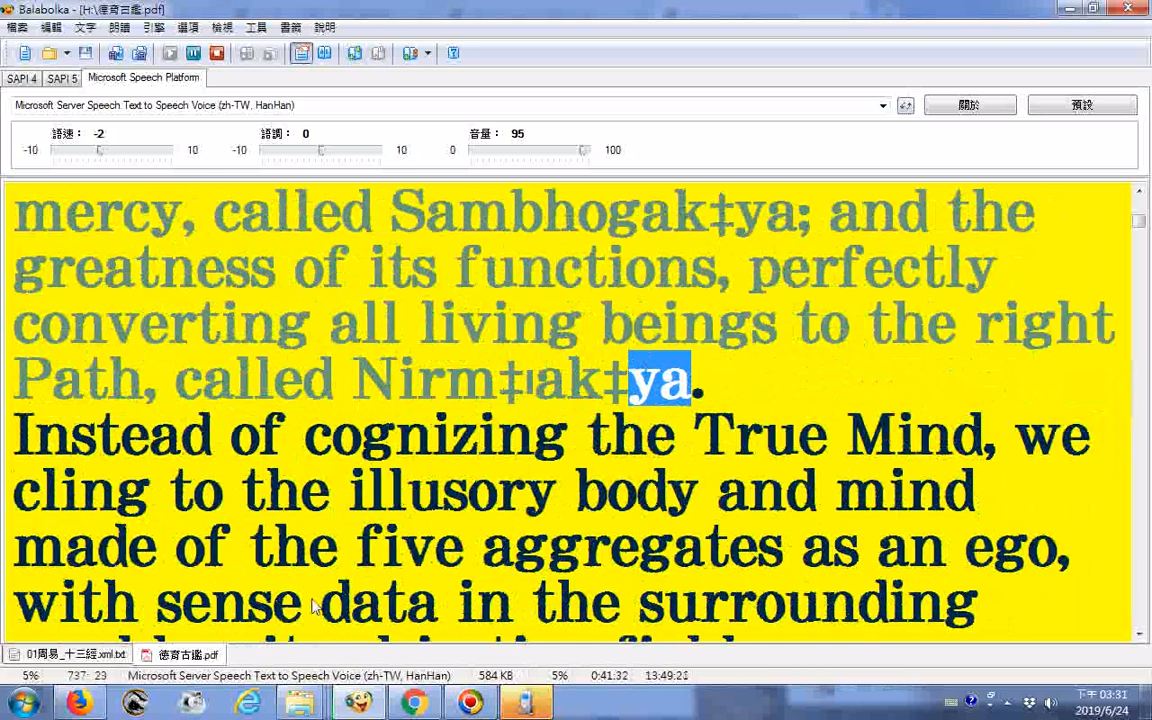 Balabolka - [H:\德育古鑑.pdf]
檔案 編輯 文字 朗讀 引擎 選項 檢視 工具 書籤 說明
SAPI 4 SAPI 5 Microsoft Speech Platform
Microsoft Server Speech Text to Speech Voice (zh-TW, HanHan) 關於 預設
語速： -2 語調： 0 音量： 95
-10 10 -10 10 0 100
mercy, called Sambhogak‡ya; and the
greatness of its functions, perfectly
converting all living beings to the right
Path, called Nirm‡ıak‡ya.
Instead of cognizing the True Mind, we
cling to the illusory body and mind
made of the five aggregates as an ego,
with sense data in the surrounding
01周易_十三經.xml.txt 德育古鑑.pdf
5% 737: 23 Microsoft Server Speech Text to Speech Voice (zh-TW, HanHan) 584 KB 5% 0:41:32 13:49:23
下午 03:31
2019/6/24